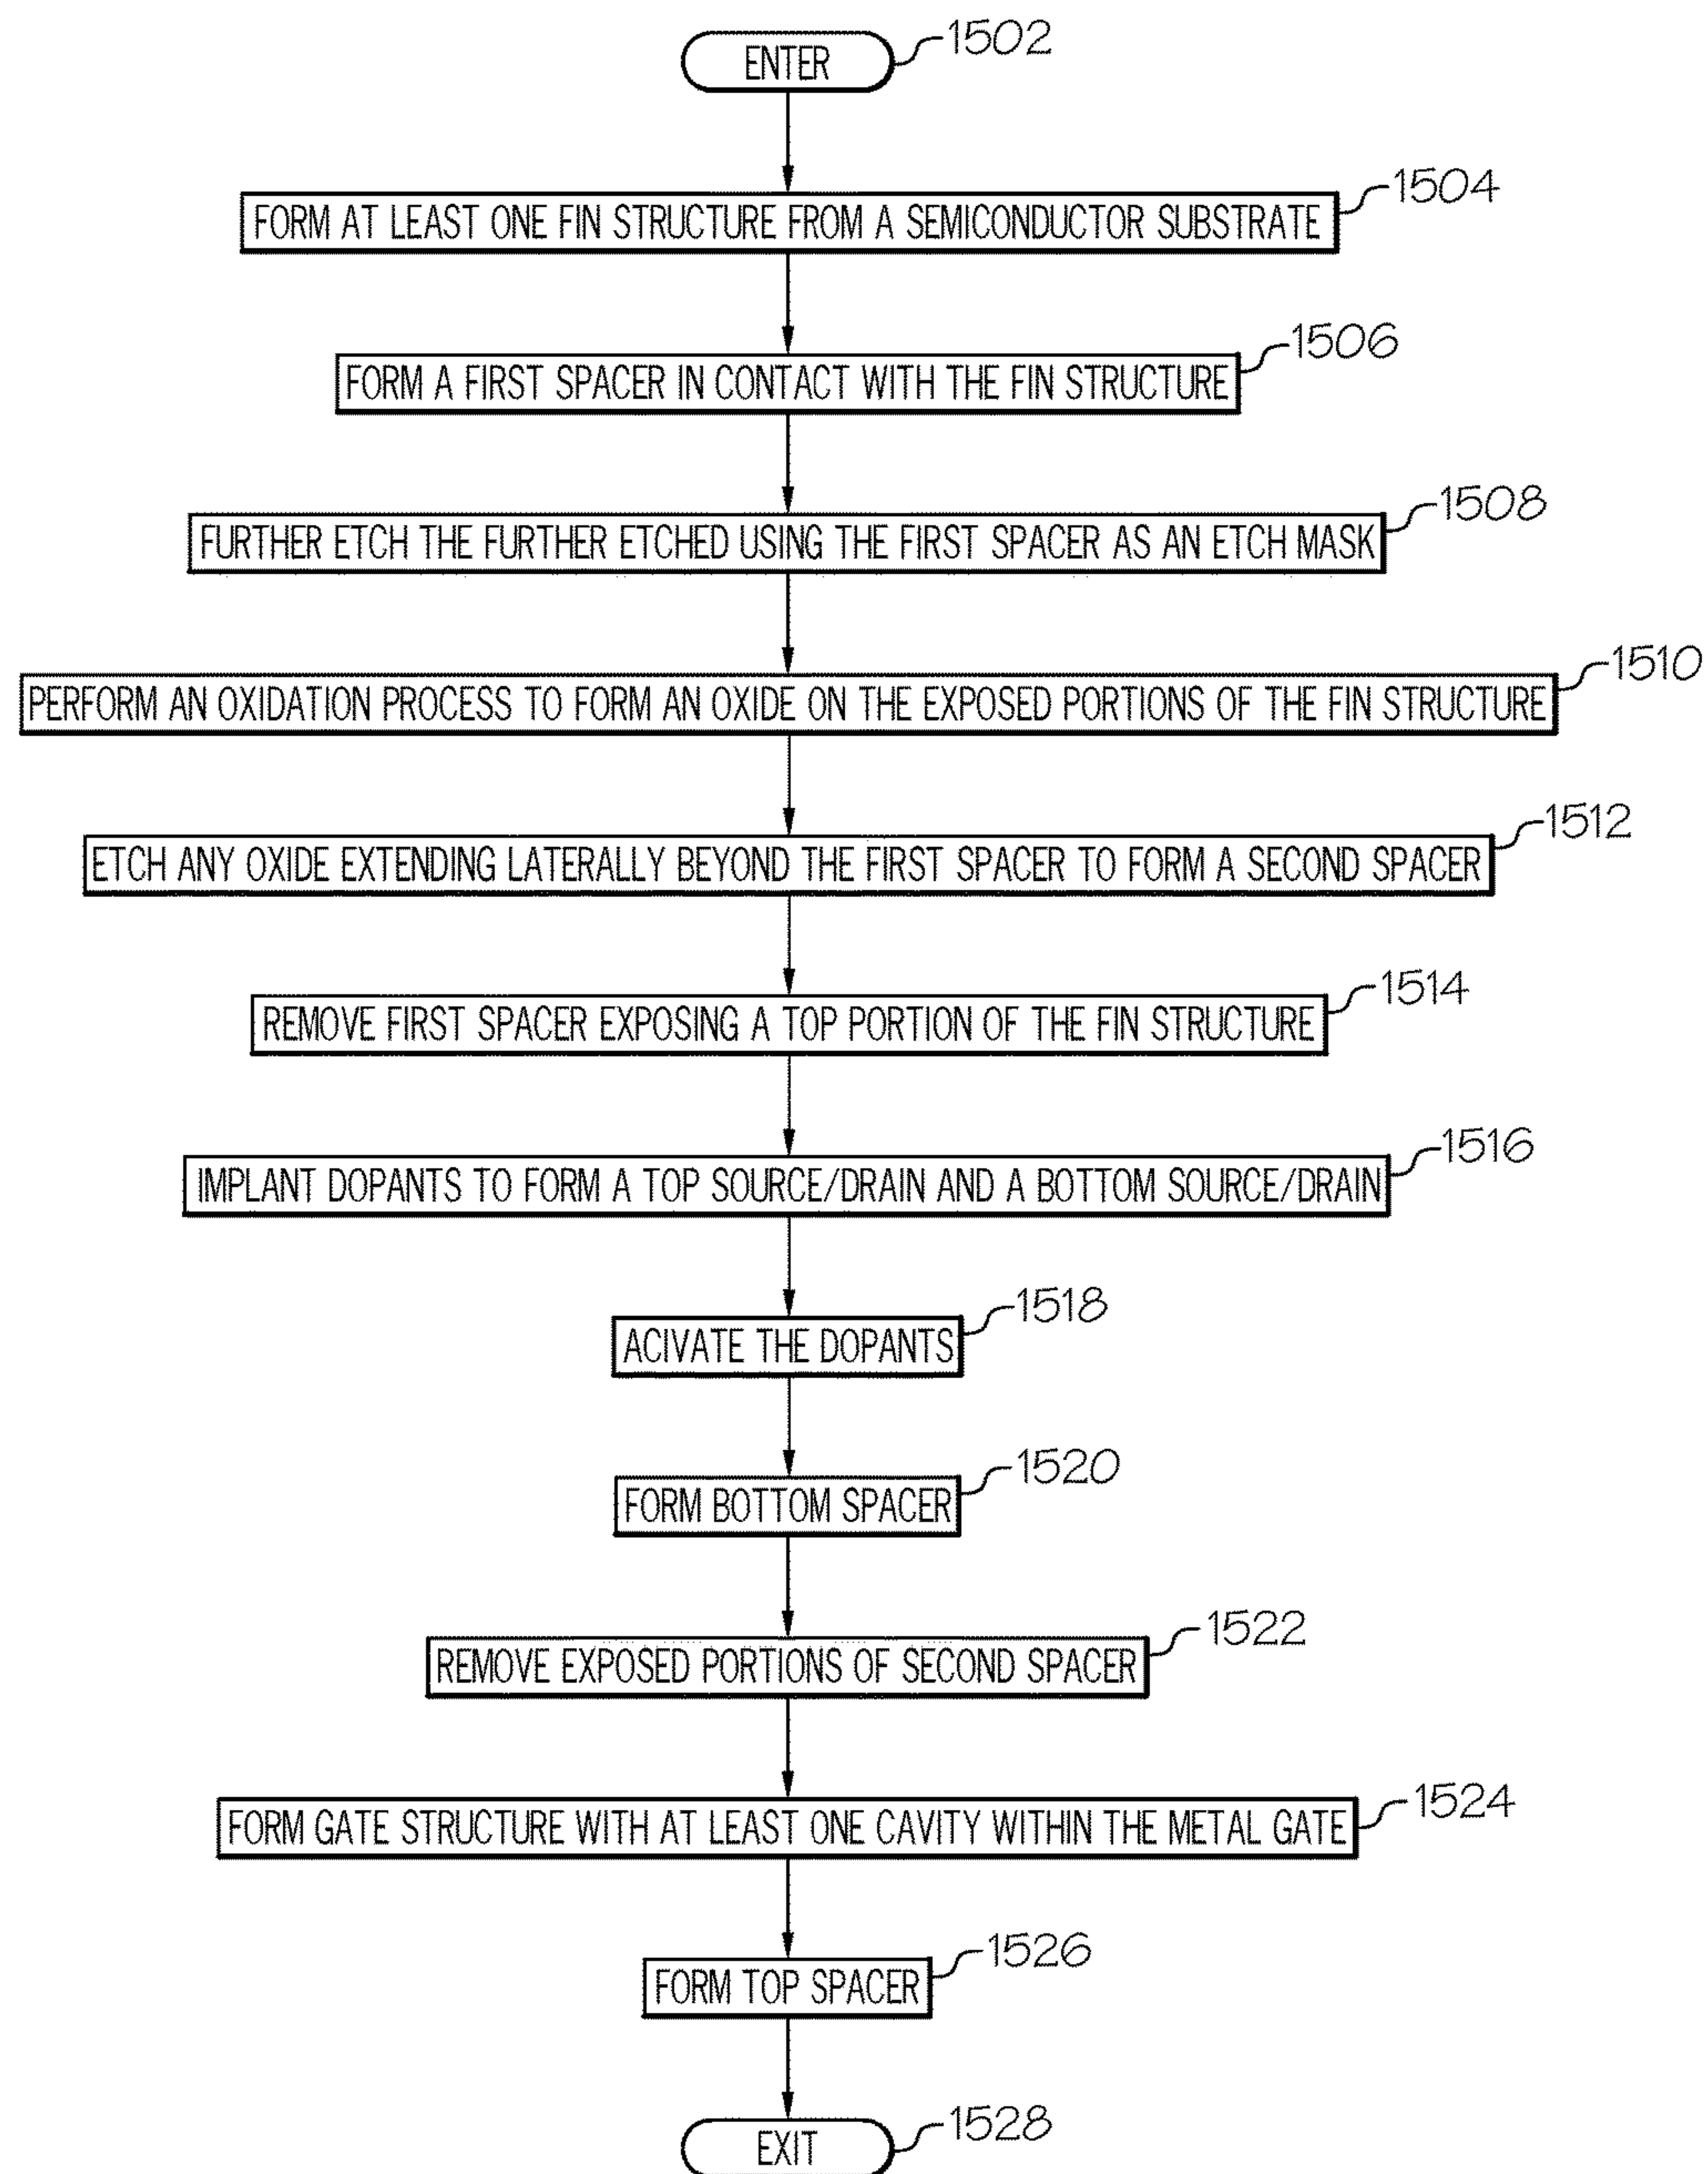 ENTER
1502
FORM AT LEAST ONE FIN STRUCTURE FROM A SEMICONDUCTOR SUBSTRATE
1504
FORM A FIRST SPACER IN CONTACT WITH THE FIN STRUCTURE
1506
FURTHER ETCH THE FURTHER ETCHED USING THE FIRST SPACER AS AN ETCH MASK
1508
PERFORM AN OXIDATION PROCESS TO FORM AN OXIDE ON THE EXPOSED PORTIONS OF THE FIN STRUCTURE
1510
ETCH ANY OXIDE EXTENDING LATERALLY BEYOND THE FIRST SPACER TO FORM A SECOND SPACER
1512
REMOVE FIRST SPACER EXPOSING A TOP PORTION OF THE FIN STRUCTURE
1514
IMPLANT DOPANTS TO FORM A TOP SOURCE/DRAIN AND A BOTTOM SOURCE/DRAIN
1516
ACIVATE THE DOPANTS
1518
FORM BOTTOM SPACER
1520
REMOVE EXPOSED PORTIONS OF SECOND SPACER
1522
FORM GATE STRUCTURE WITH AT LEAST ONE CAVITY WITHIN THE METAL GATE
1524
FORM TOP SPACER
1526
EXIT
1528